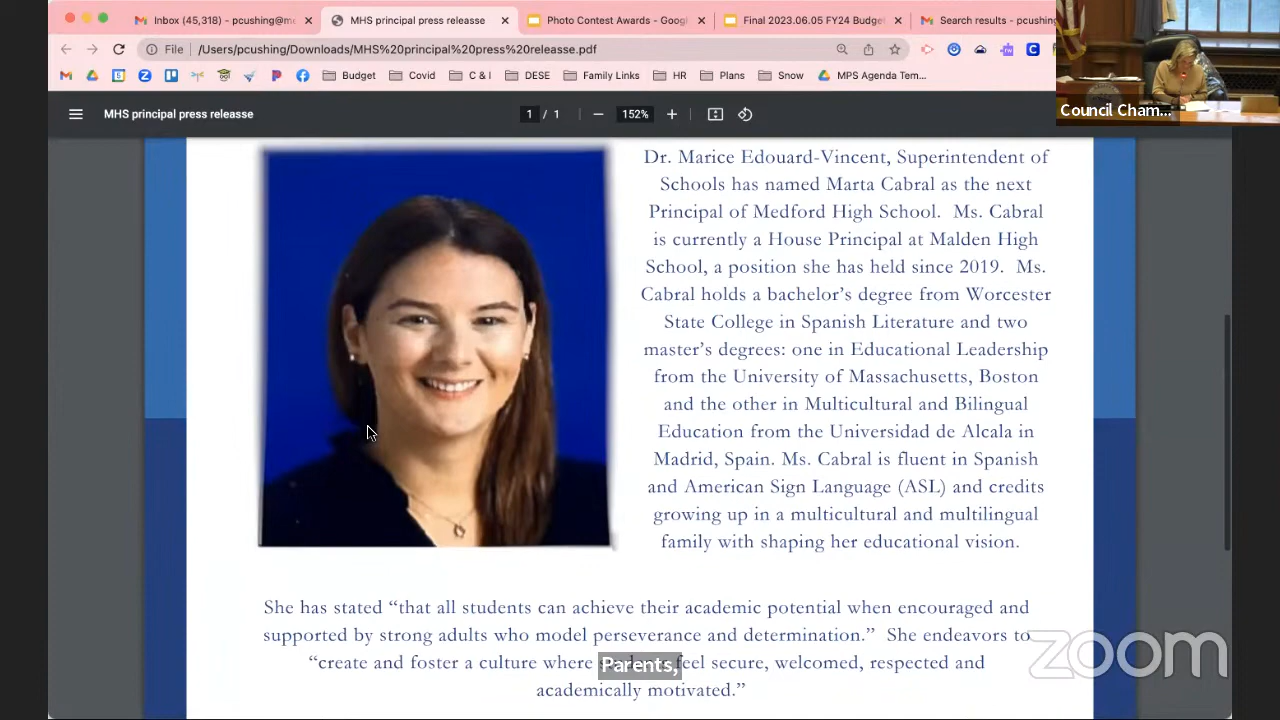 Inbox (45,318) - pcushing@mc
MHS principal press releasse
Photo Contest Awards - Googl
Final 2023.06.05 FY24 Budget
Search results - pcushing
File
/Users/pcushing/Downloads/MHS%20principal%20press%20releasse.pdf
Budget
Covid
C & I
DESE
Family Links
HR
Plans
Snow
MPS Agenda Tem...
Council Cham...
MHS principal press releasse
1 / 1
152%
Dr. Marice Edouard-Vincent, Superintendent of
Schools has named Marta Cabral as the next
Principal of Medford High School. Ms. Cabral
is currently a House Principal at Malden High
School, a position she has held since 2019. Ms.
Cabral holds a bachelor's degree from Worcester
State College in Spanish Literature and two
master's degrees: one in Educational Leadership
from the University of Massachusetts, Boston
and the other in Multicultural and Bilingual
Education from the Universidad de Alcala in
Madrid, Spain. Ms. Cabral is fluent in Spanish
and American Sign Language (ASL) and credits
growing up in a multicultural and multilingual
family with shaping her educational vision.
She has stated “that all students can achieve their academic potential when encouraged and
supported by strong adults who model perseverance and determination.” She endeavors to
“create and foster a culture where feel secure, welcomed, respected and
academically motivated.”
Parents,
zoom